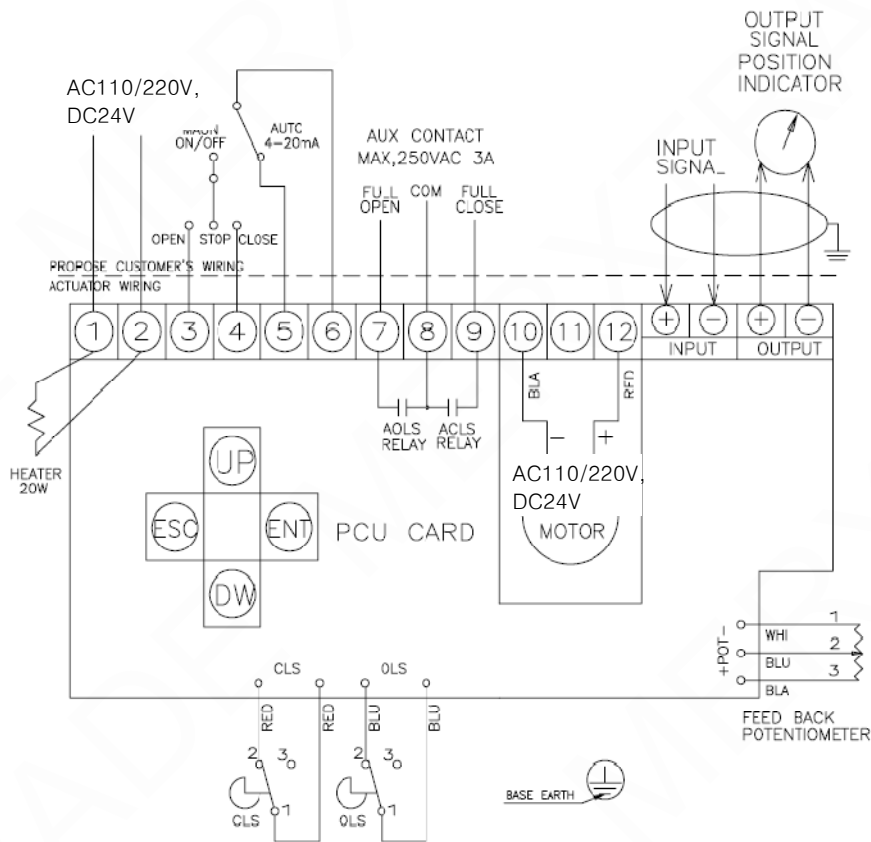 OUTPUT
SIGNAL
POSITION
INDICATOR
AC110/220V,
DC24V
ON/OFF
AUTC
4-20mA
AUX CONTACT
MAX,250VAC 3A
FULL
OPEN
COM
FULL
CLOSE
INPUT
SIGNA_
OPEN STOP CLOSE
PROPOSE CUSTOMER'S WIRING
ACTUATOR WIRING
1 2 3 4 5 6 7 8 9 10 11 12 + - + -
INPUT OUTPUT
BLA
RED
AOLS
RELAY
ACLS
RELAY
- +
AC110/220V,
DC24V
MOTOR
HEATER
20W
UP
ESC ENT
DW
PCU CARD
+POT-
1
WHI
2
BLU
3
BLA
FEED BACK
POTENTIOMETER
CLS OLS
RED RED BLU BLU
2 3 2 3
1 1
CLS OLS
BASE EARTH